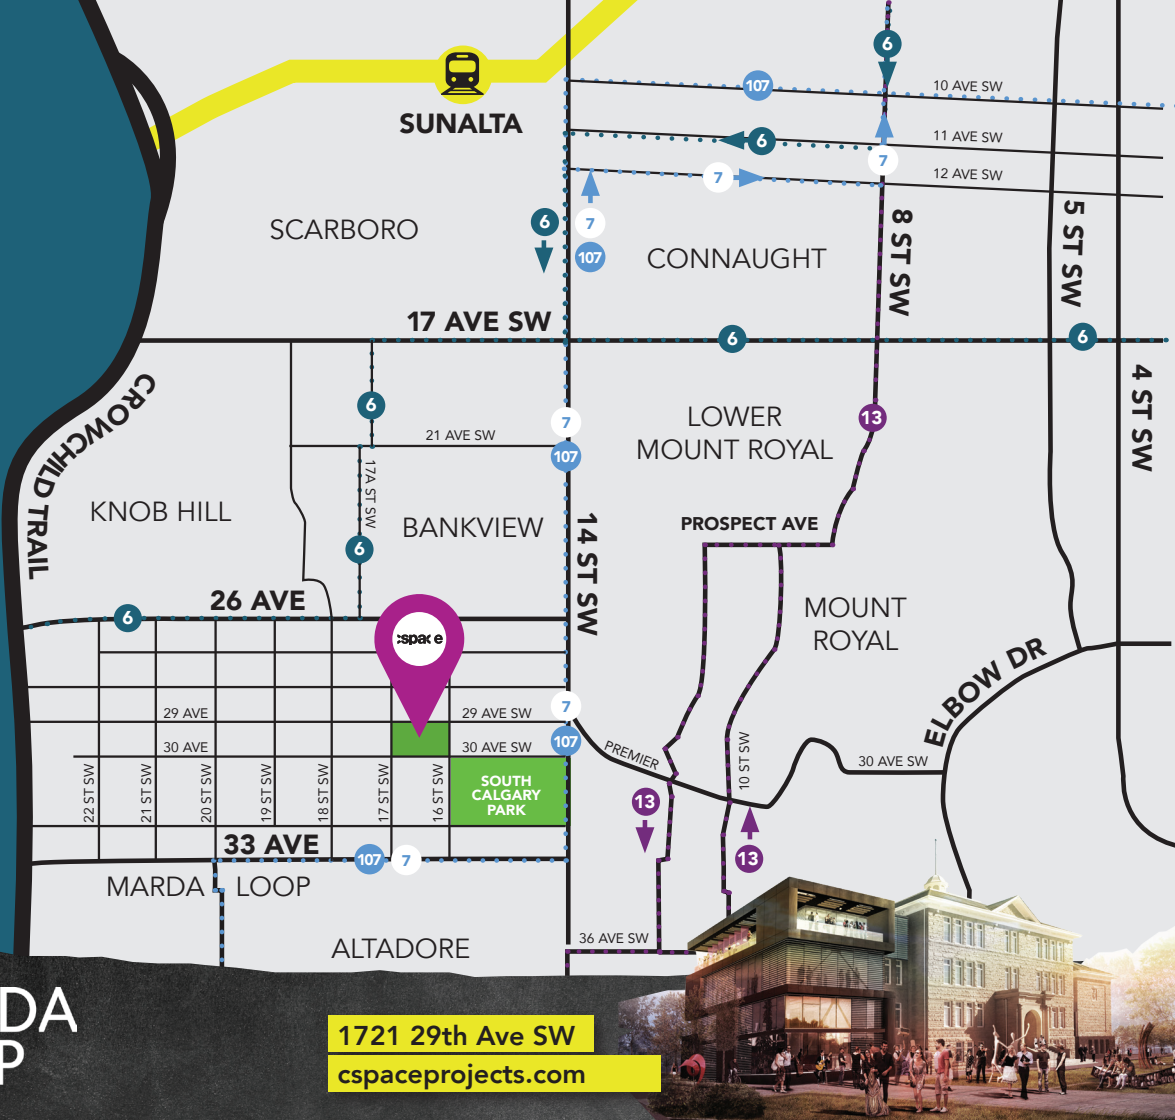 6
107
10 AVE SW
SUNALTA
6
11 AVE SW
7
7
12 AVE SW
SCARBORO
6
7
107
CONNAUGHT
8 ST SW
5 ST SW
17 AVE SW
6
6
4 ST SW
CROWCHILD TRAIL
6
7
13
LOWER
MOUNT ROYAL
21 AVE SW
107
17A ST SW
KNOB HILL
BANKVIEW
14 ST SW
PROSPECT AVE
6
26 AVE
6
cspace
MOUNT
ROYAL
ELBOW DR
29 AVE
29 AVE SW
7
30 AVE
30 AVE SW
107
PREMIER
10 ST SW
30 AVE SW
22 ST SW
21 ST SW
20 ST SW
19 ST SW
18 ST SW
17 ST SW
16 ST SW
SOUTH
CALGARY
PARK
13
33 AVE
107
7
13
MARDA LOOP
ALTADORE
36 AVE SW
DA
P
1721 29th Ave SW
cspaceprojects.com